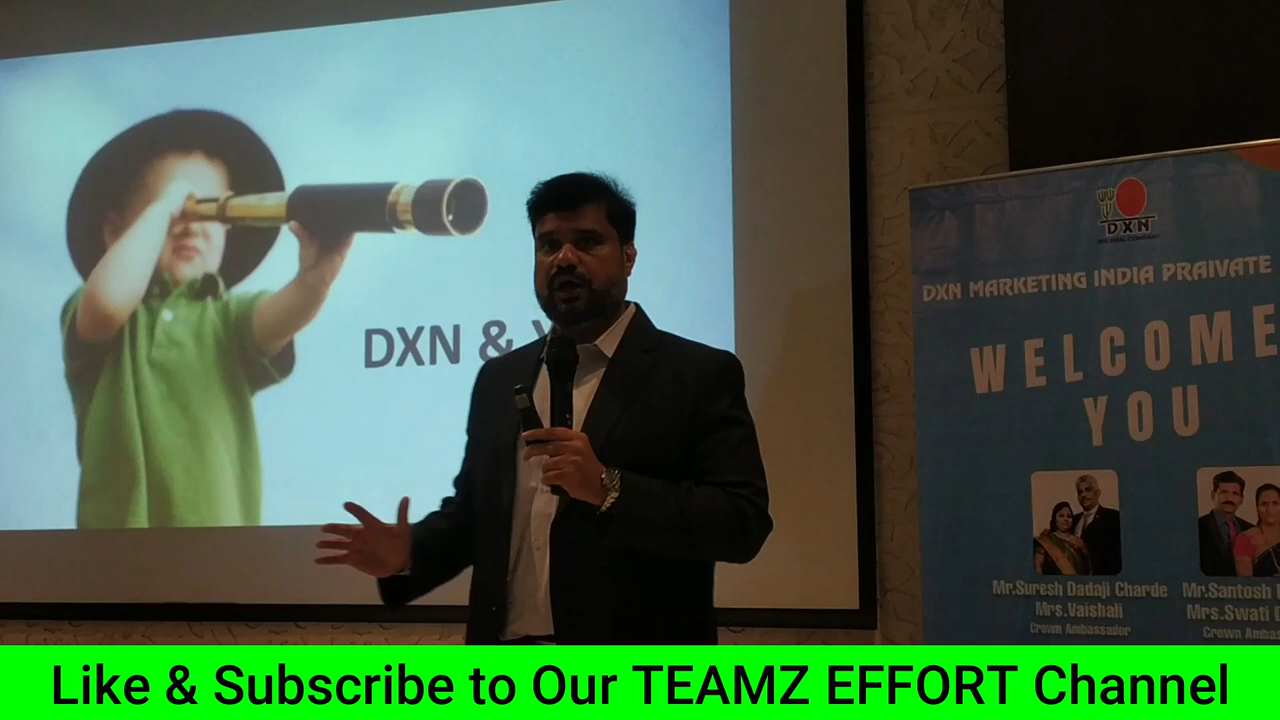 DXN &
DXN
DXN MARKETING INDIA PRAIVATE
WELCOME
YOU
Mr.Suresh Dadaji Charde
Mrs.Vaishali
Crown Ambassador
Mr.Santosh
Mrs.Swati
Crown
Like & Subscribe to Our TEAMZ EFFORT Channel